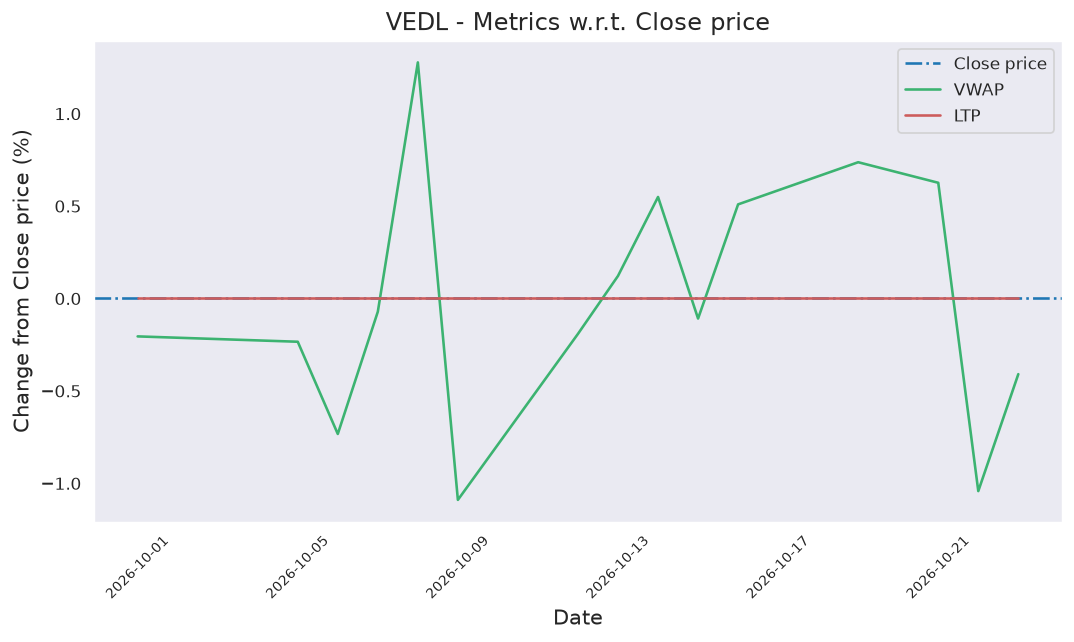 VEDL - Metrics w.r.t. Close price
Close price
VWAP
LTP
Change from Close price (%)
1.0
0.5
0.0
−0.5
−1.0
2026-10-01
2026-10-05
2026-10-09
2026-10-13
2026-10-17
2026-10-21
Date